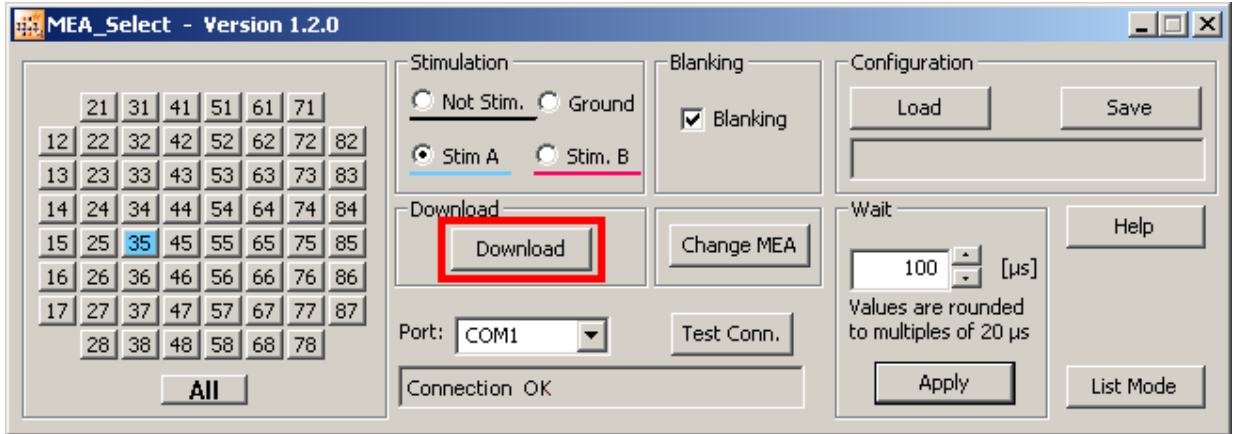 MEA_Select - Version 1.2.0
Stimulation
Blanking
Configuration
21 31 41 51 61 71
12 22 32 42 52 62 72 82
13 23 33 43 53 63 73 83
14 24 34 44 54 64 74 84
15 25 35 45 55 65 75 85
16 26 36 46 56 66 76 86
17 27 37 47 57 67 77 87
28 38 48 58 68 78
All
Not Stim. Ground
Stim A Stim. B
Blanking
Load Save
Download
Download
Change MEA
Wait
100 [µs]
Values are rounded
to multiples of 20 µs
Apply
Help
Port: COM1
Test Conn.
Connection OK
List Mode